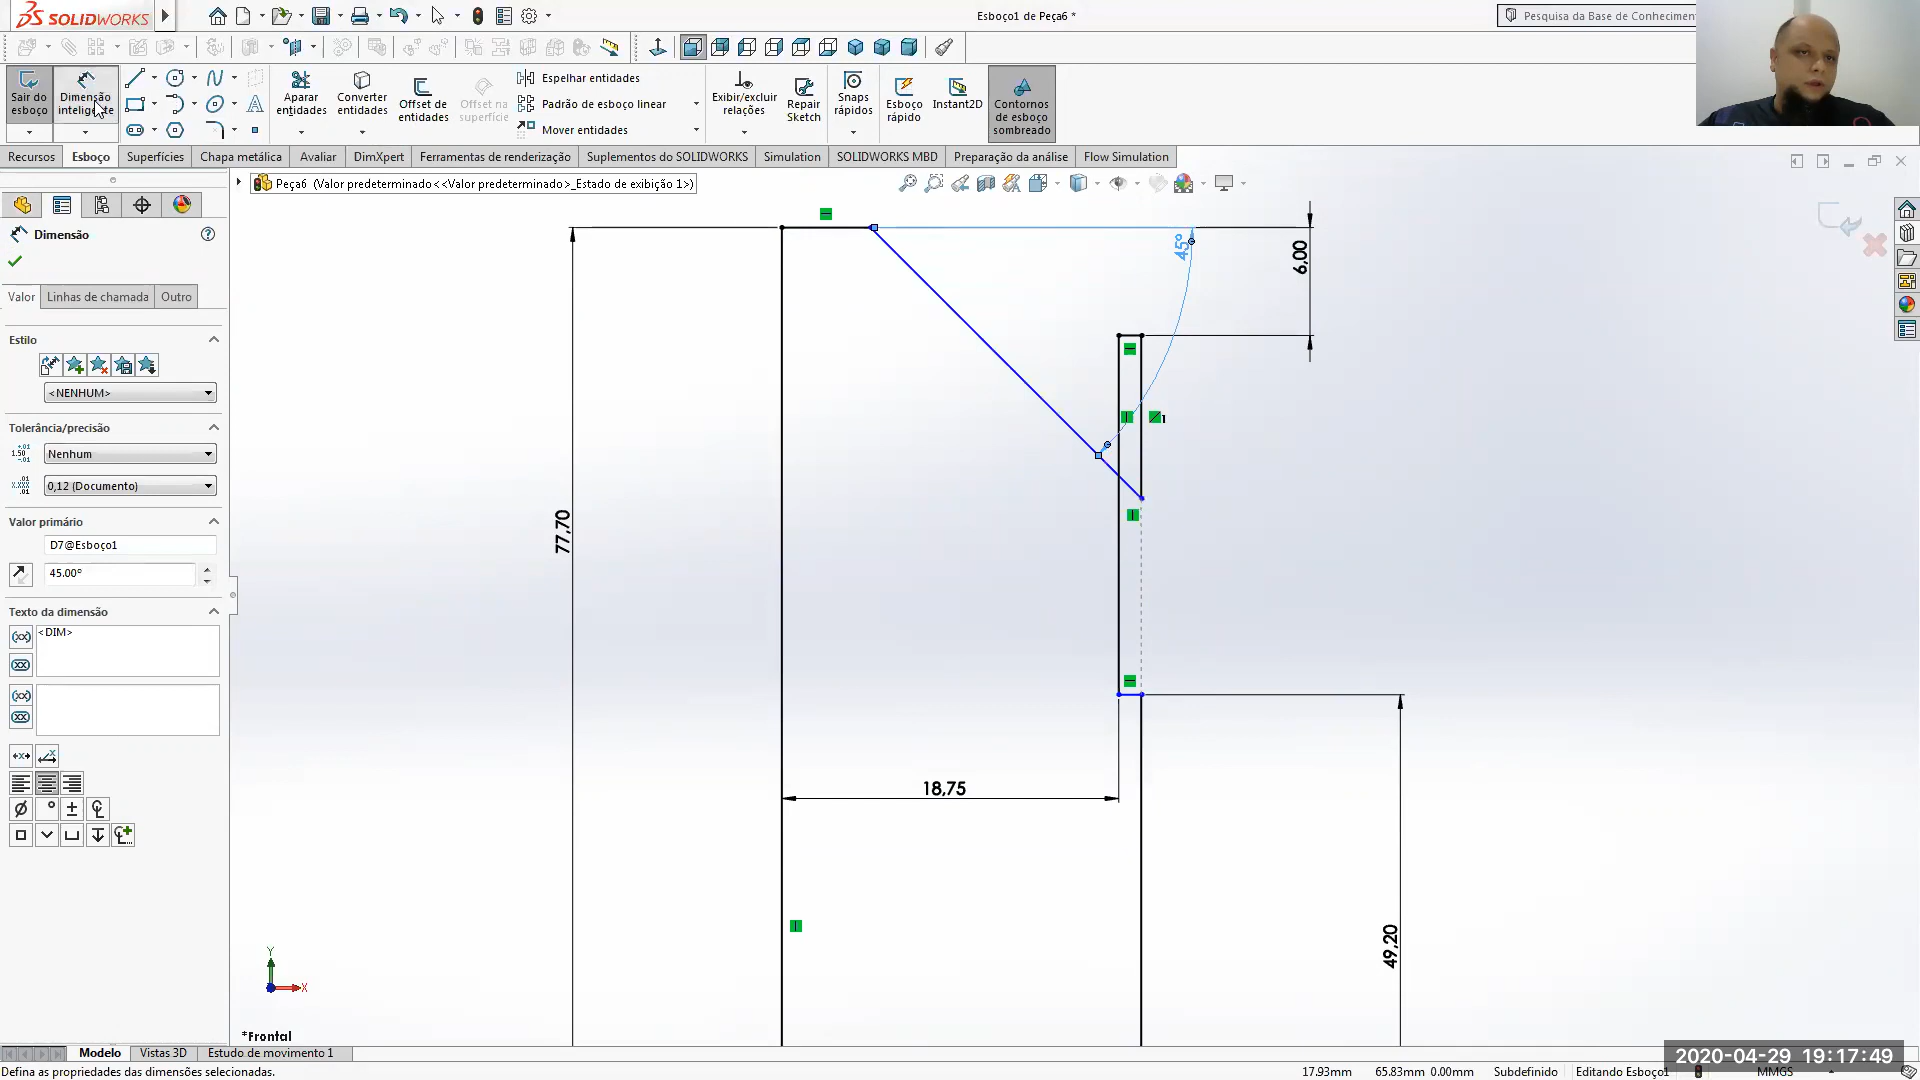 SOLIDWORKS
Esboço1 de Peça6 *
Pesquisa da Base de Conhecimen
Sair do esboço
Dimensão inteligente
Aparar entidades
Converter entidades
Offset de entidades
Offset na superfície
Espelhar entidades
Padrão de esboço linear
Mover entidades
Exibir/excluir relações
Repair Sketch
Snaps rápidos
Esboço rápido
Instant2D
Contornos de esboço sombreado
Recursos
Esboço
Superfícies
Chapa metálica
Avaliar
DimXpert
Ferramentas de renderização
Suplementos do SOLIDWORKS
Simulation
SOLIDWORKS MBD
Preparação da análise
Flow Simulation
Peça6 (Valor predeterminado<<Valor predeterminado>_Estado de exibição 1>)
Dimensão
Valor
Linhas de chamada
Outro
Estilo
<NENHUM>
Tolerância/precisão
Nenhum
0,12 (Documento)
Valor primário
D7@Esboço1
45.00°
Texto da dimensão
<DIM>
45°
6,00
1
77,70
18,75
49,20
Y
X
*Frontal
Modelo
Vistas 3D
Estudo de movimento 1
2020-04-29 19:17:49
Defina as propriedades das dimensões selecionadas.
17.93mm
65.83mm 0.00mm
Subdefinido
Editando Esboço1
MMGS